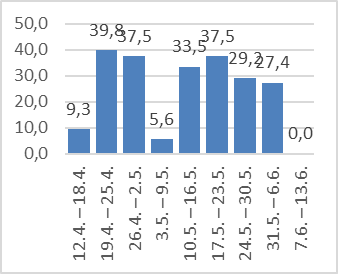 50,0
40,0
30,0
20,0
10,0
0,0
9,3
39,8
37,5
5,6
33,5
37,5
29,2
27,4
0,0
12.4. – 18.4.
19.4. – 25.4.
26.4. – 2.5.
3.5. – 9.5.
10.5. – 16.5.
17.5. – 23.5.
24.5. – 30.5.
31.5. – 6.6.
7.6. – 13.6.